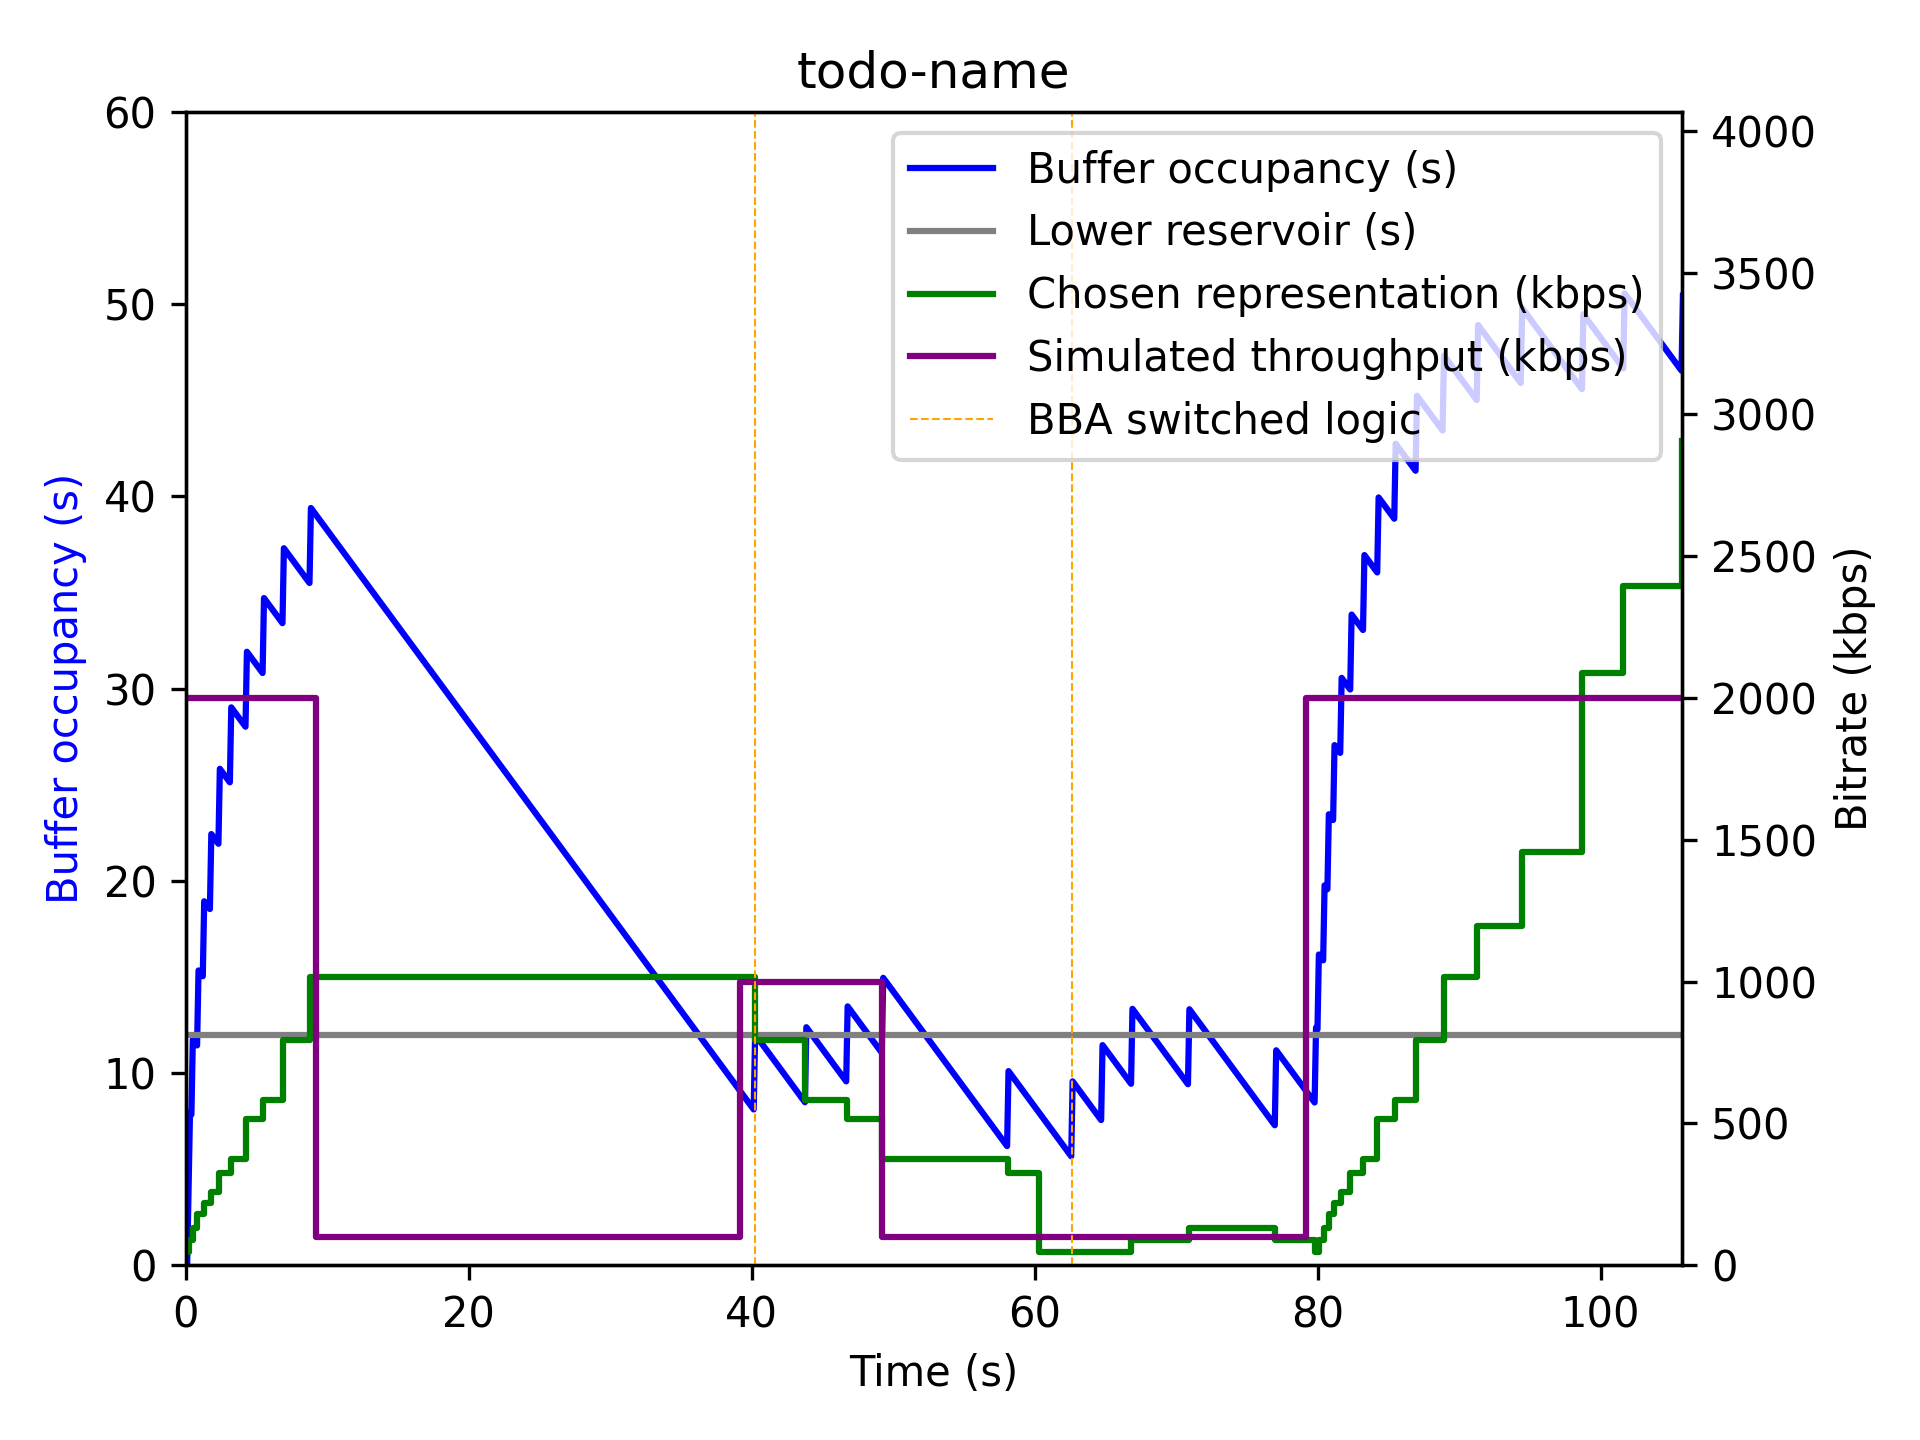 todo-name
Buffer occupancy (s)
60
50
40
30
20
10
0
Buffer occupancy (s)
Lower reservoir (s)
Chosen representation (kbps)
Simulated throughput (kbps)
BBA switched logic
4000
3500
3000
2500
2000
1500
1000
500
0
Bitrate (kbps)
0 20 40 60 80 100
Time (s)